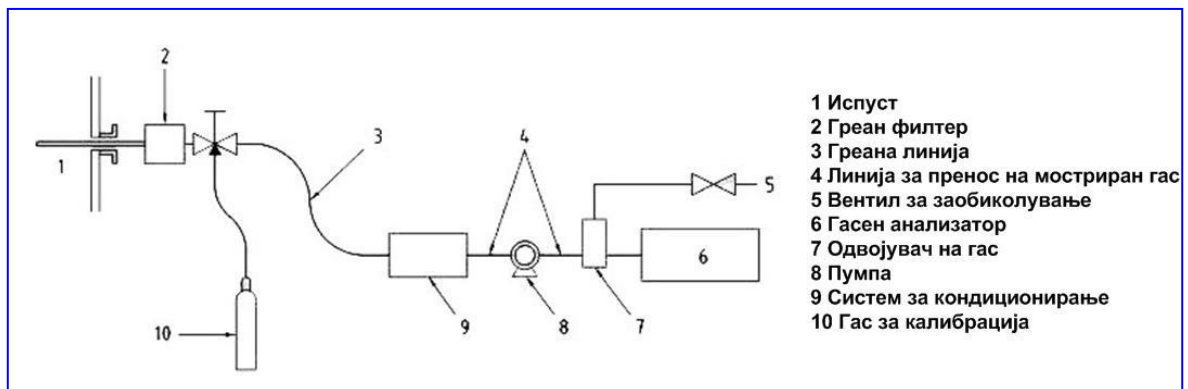 2
1
3
4
5
6
7
8
9
10
1 Испуст
2 Греан филтер
3 Греана линија
4 Линија за пренос на мостриран гас
5 Вентил за заобиколување
6 Гасен анализатор
7 Одвојувач на гас
8 Пумпа
9 Систем за кондиционирање
10 Гас за калибрација